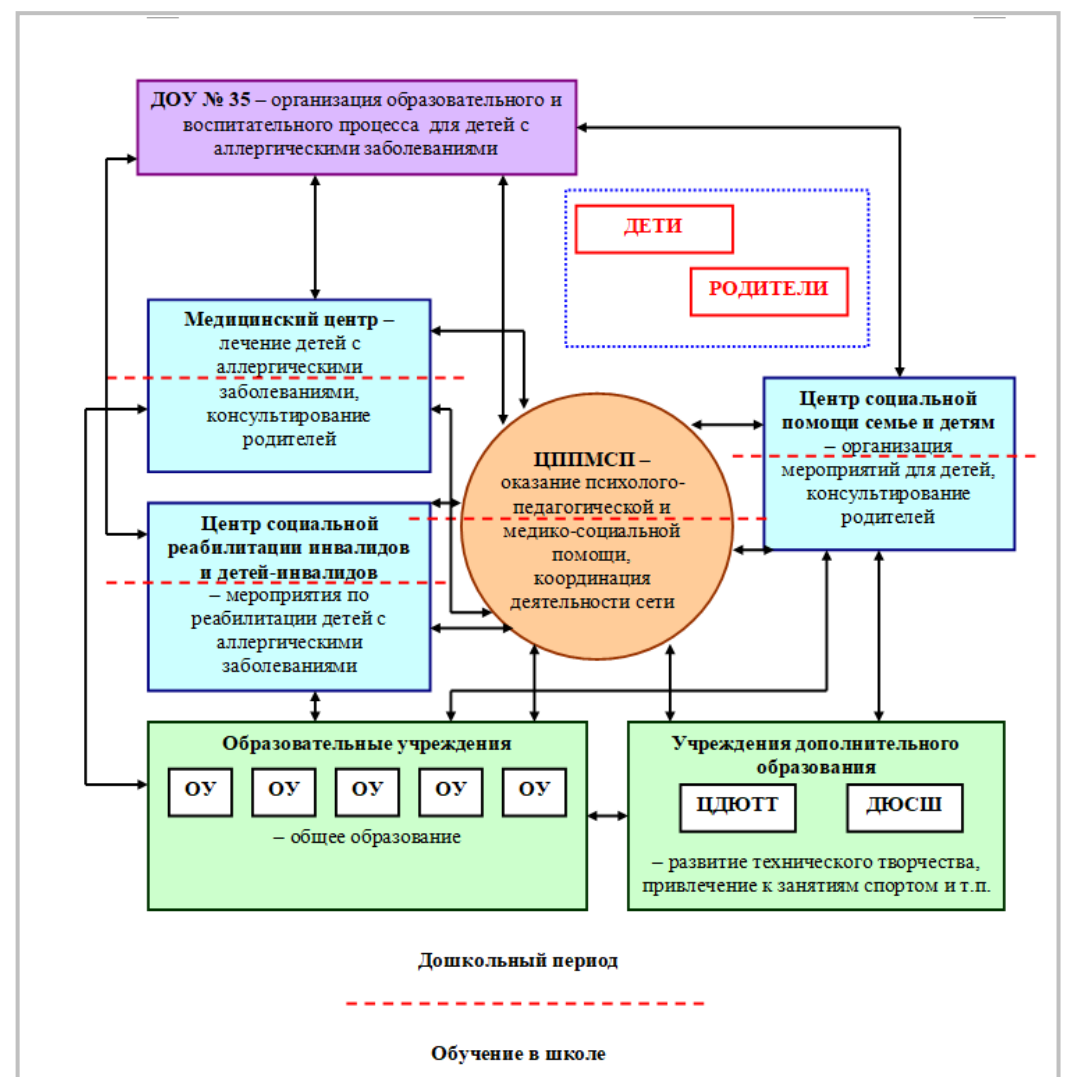 ДОУ № 35 – организация образовательного и
воспитательного процесса для детей с
аллергическими заболеваниями
ДЕТИ
РОДИТЕЛИ
Медицинский центр –
лечение детей с
аллергическими
заболеваниями,
консультирование
родителей
Центр социальной
помощи семье и детям
– организация
мероприятий для детей,
консультирование
родителей
ЦППМСП –
оказание психолого-
педагогической и
медико-социальной
помощи,
координация
деятельности сети
Центр социальной
реабилитации инвалидов
и детей-инвалидов
– мероприятия по
реабилитации детей с
аллергическими
заболеваниями
Образовательные учреждения
ОУ ОУ ОУ ОУ ОУ
– общее образование
Учреждения дополнительного
образования
ЦДЮТТ ДЮСШ
– развитие технического творчества,
привлечение к занятиям спортом и т.п.
Дошкольный период
Обучение в школе